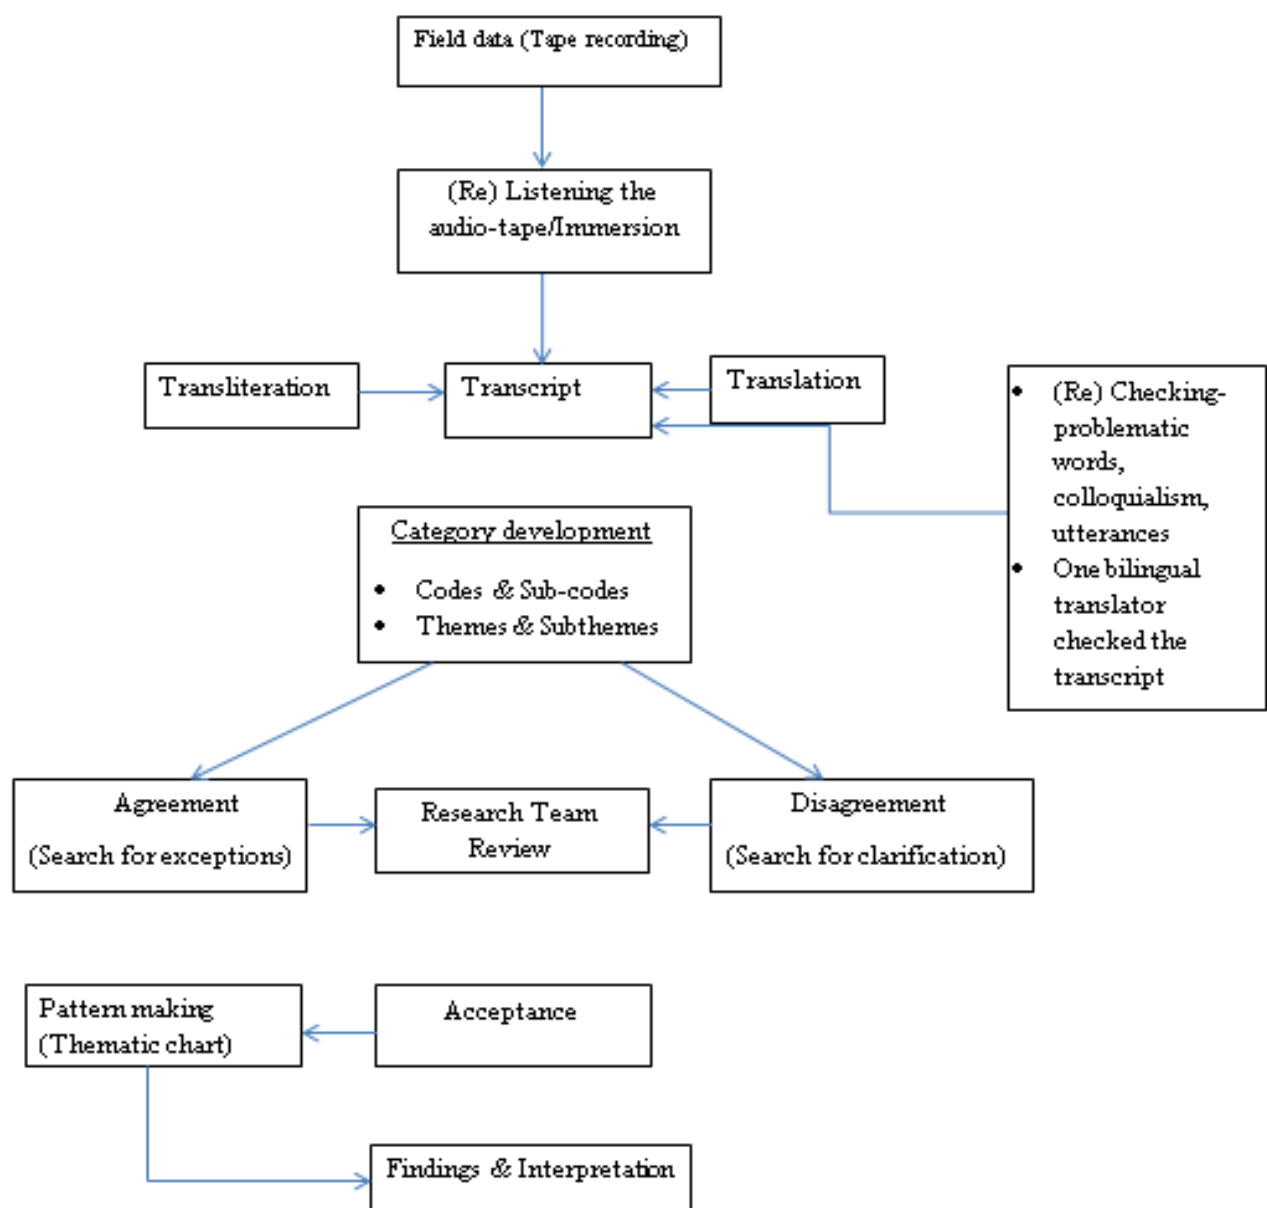 Field data (Tape recording)
(Re) Listening the
audio-tape/Immersion
Transliteration
Transcript
Translation
• (Re) Checking-
problematic
words,
colloquialism,
utterances
• One bilingual
translator
checked the
transcript
Category development
• Codes & Sub-codes
• Themes & Subthemes
Agreement
(Search for exceptions)
Research Team
Review
Disagreement
(Search for clarification)
Pattern making
(Thematic chart)
Acceptance
Findings & Interpretation